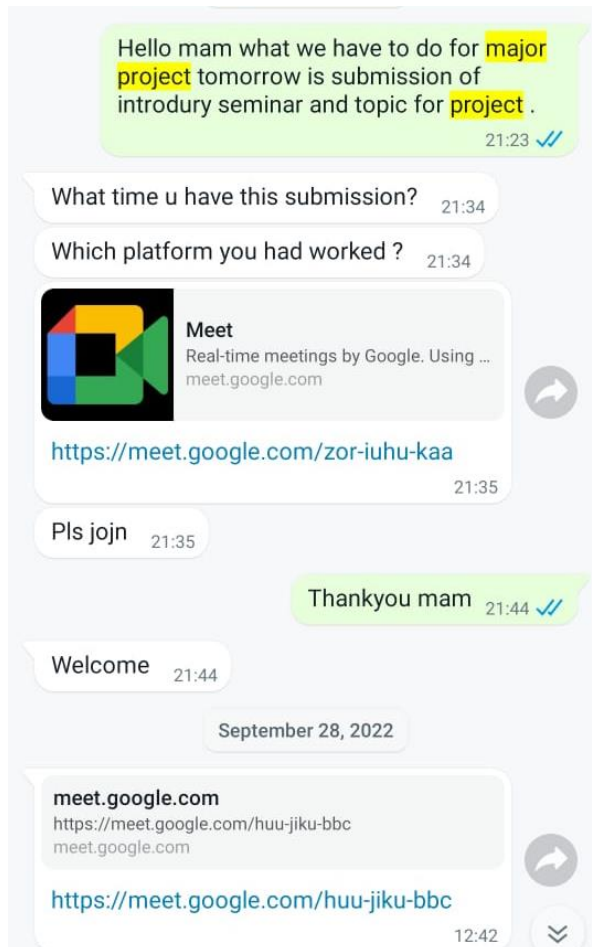 Hello mam what we have to do for major
project tomorrow is submission of
introdury seminar and topic for project .
21:23
What time u have this submission?
21:34
Which platform you had worked ?
21:34
Meet
Real-time meetings by Google. Using ...
meet.google.com
https://meet.google.com/zor-iuhu-kaa
21:35
Pls jojn
21:35
Thankyou mam
21:44
Welcome
21:44
September 28, 2022
meet.google.com
https://meet.google.com/huu-jiku-bbc
meet.google.com
https://meet.google.com/huu-jiku-bbc
12:42